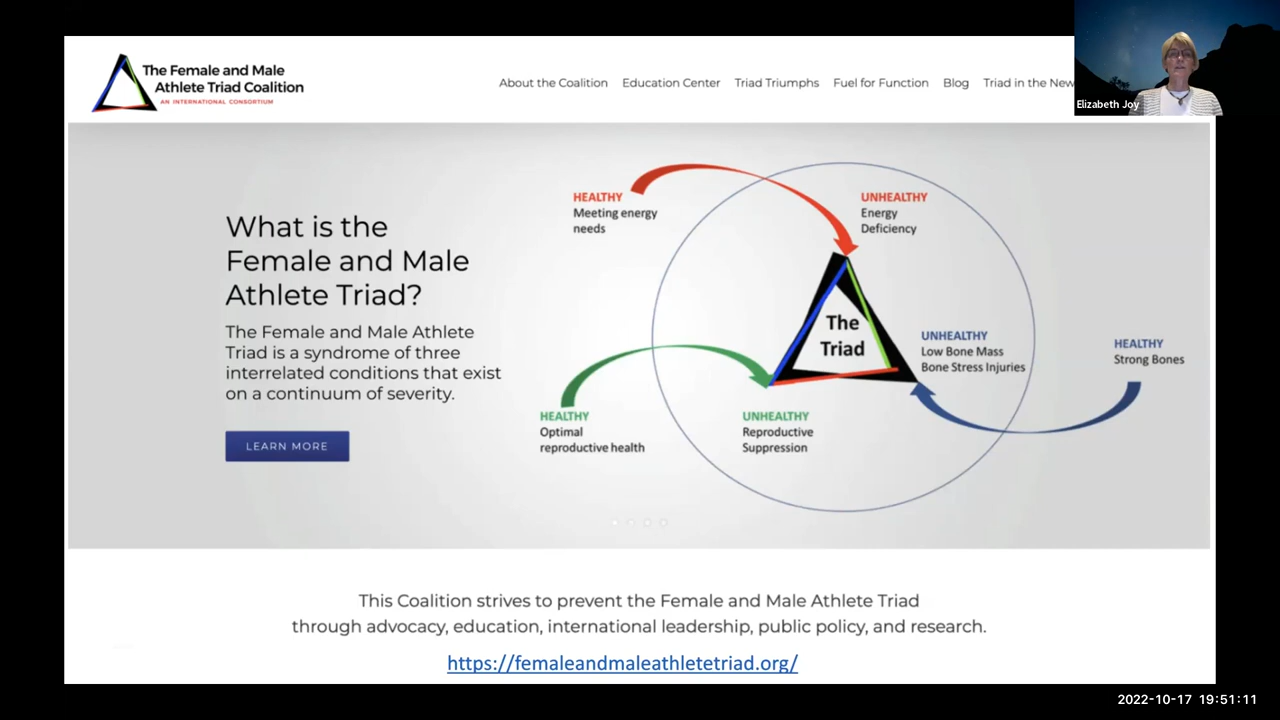 The Female and Male
Athlete Triad Coalition
AN INTERNATIONAL CONSORTIUM
About the Coalition Education Center Triad Triumphs Fuel for Function Blog Triad in the New
Elizabeth Joy
What is the
Female and Male
Athlete Triad?
The Female and Male Athlete
Triad is a syndrome of three
interrelated conditions that exist
on a continuum of severity.
LEARN MORE
HEALTHY
Meeting energy
needs
UNHEALTHY
Energy
Deficiency
The
Triad
UNHEALTHY
Low Bone Mass
Bone Stress Injuries
HEALTHY
Strong Bones
HEALTHY
Optimal
reproductive health
UNHEALTHY
Reproductive
Suppression
This Coalition strives to prevent the Female and Male Athlete Triad
through advocacy, education, international leadership, public policy, and research.
https://femaleandmaleathletetriad.org/
2022-10-17 19:51:11